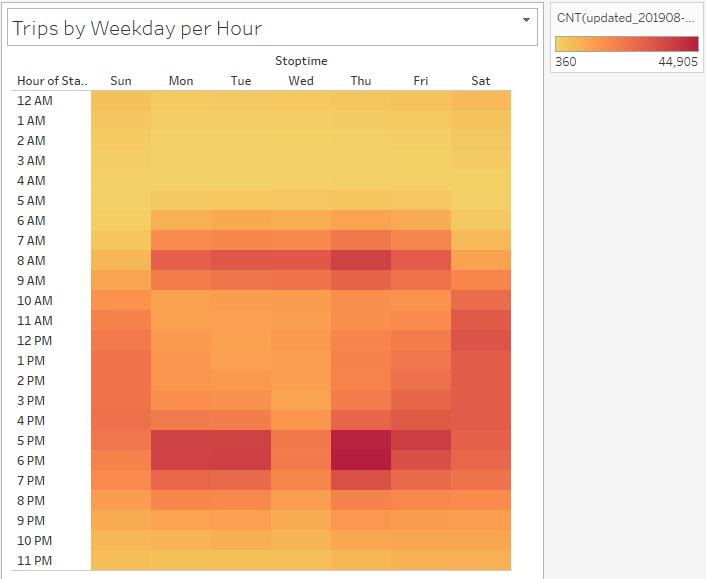 Trips by Weekday per Hour
CNT(updated_201908-...
360 44,905
Stoptime
Hour of Sta.. Sun Mon Tue Wed Thu Fri Sat
12 AM
1 AM
2 AM
3 AM
4 AM
5 AM
6 AM
7 AM
8 AM
9 AM
10 AM
11 AM
12 PM
1 PM
2 PM
3 PM
4 PM
5 PM
6 PM
7 PM
8 PM
9 PM
10 PM
11 PM